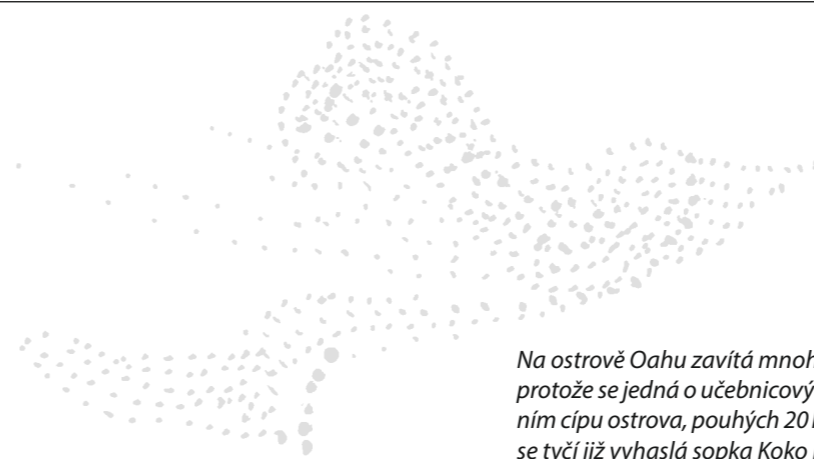 Na ostrově Oahu zavítá
protože se jedná o učebnicový
ním cípu ostrova, pouhých 20
se tyčí již vyhaslá sopka Koko